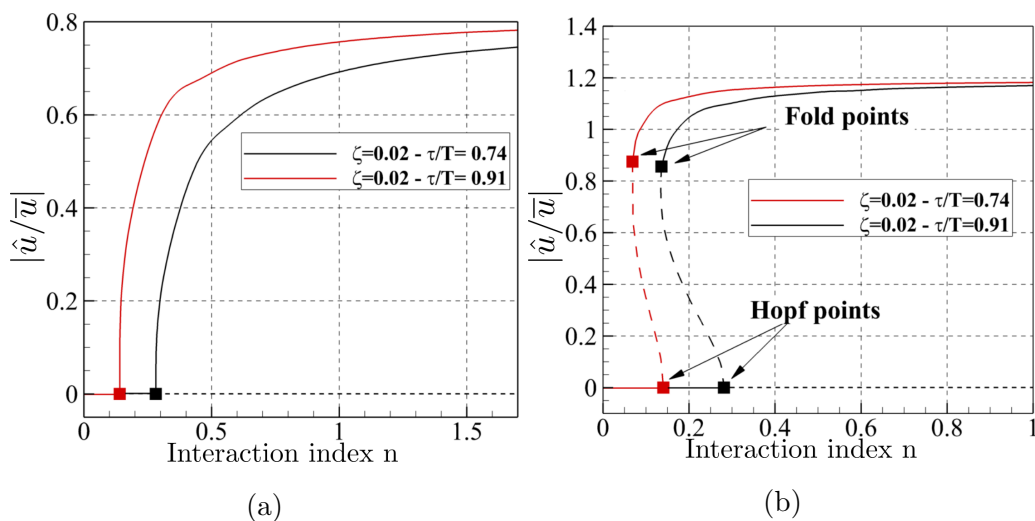 |û/u̅|
0.8
0.6
0.4
0.2
0
ζ=0.02 - τ/T= 0.74
ζ=0.02 - τ/T= 0.91
0 0.5 1 1.5
Interaction index n
(a)
|û/u̅|
1.4
1.2
1
0.8
0.6
0.4
0.2
0
Fold points
ζ=0.02 - τ/T=0.74
ζ=0.02 - τ/T=0.91
Hopf points
0 0.2 0.4 0.6 0.8 1
Interaction index n
(b)